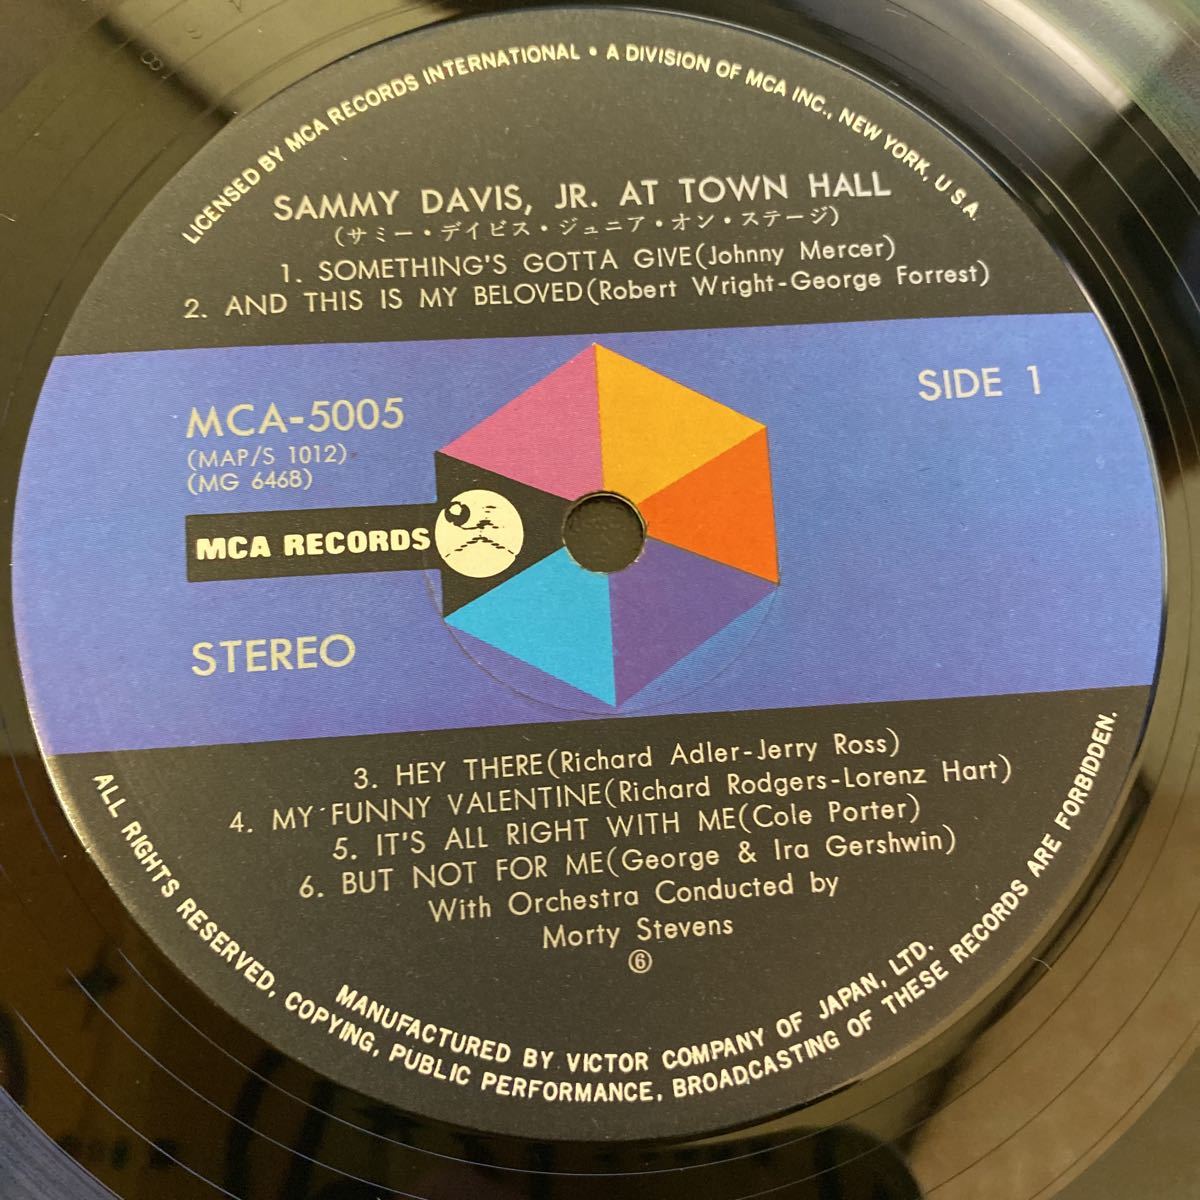 LICENSED BY MCA RECORDS INTERNATIONAL • A DIVISION OF MCA INC., NEW YORK, U.S.A.
SAMMY DAVIS, JR. AT TOWN HALL
(サミー・デイビス・ジュニア・オン・ステージ)
1. SOMETHING'S GOTTA GIVE(Johnny Mercer)
2. AND THIS IS MY BELOVED(Robert Wright-George Forrest)
MCA-5005
(MAP/S 1012)
(MG 6468)
SIDE 1
MCA RECORDS
STEREO
3. HEY THERE(Richard Adler-Jerry Ross)
4. MY FUNNY VALENTINE(Richard Rodgers-Lorenz Hart)
5. IT'S ALL RIGHT WITH ME(Cole Porter)
6. BUT NOT FOR ME(George & Ira Gershwin)
With Orchestra Conducted by
Morty Stevens
⑥
MANUFACTURED BY VICTOR COMPANY OF JAPAN, LTD.
ALL RIGHTS RESERVED, COPYING, PUBLIC PERFORMANCE, BROADCASTING OF THESE RECORDS ARE FORBIDDEN.